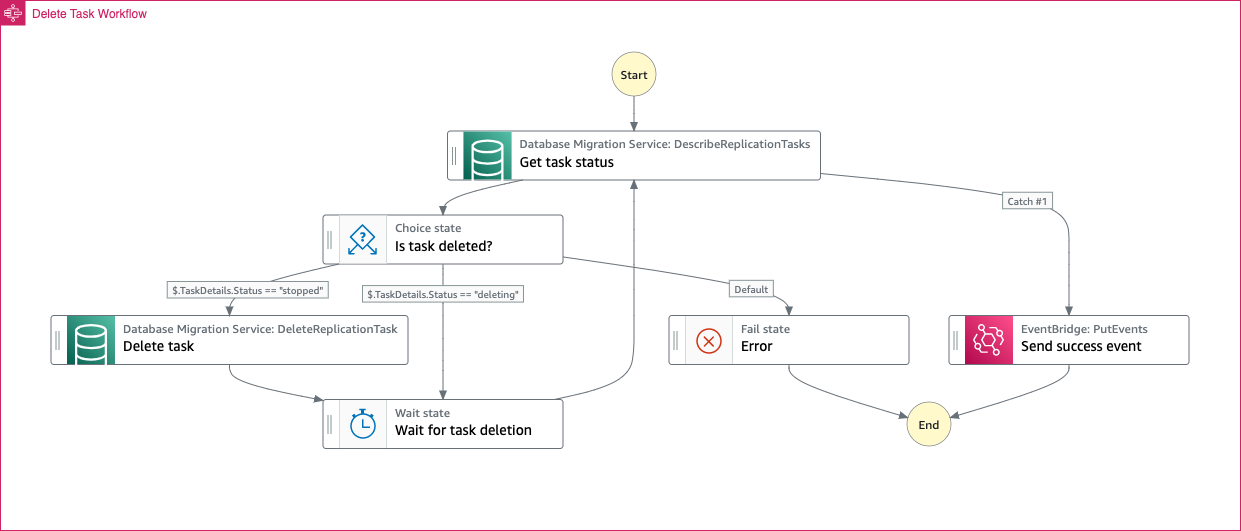 Delete Task Workflow
Start
Database Migration Service: DescribeReplicationTasks
Get task status
Catch #1
Choice state
Is task deleted?
$.TaskDetails.Status == "stopped"
$.TaskDetails.Status == "deleting"
Default
Database Migration Service: DeleteReplicationTask
Delete task
Fail state
Error
EventBridge: PutEvents
Send success event
Wait state
Wait for task deletion
End